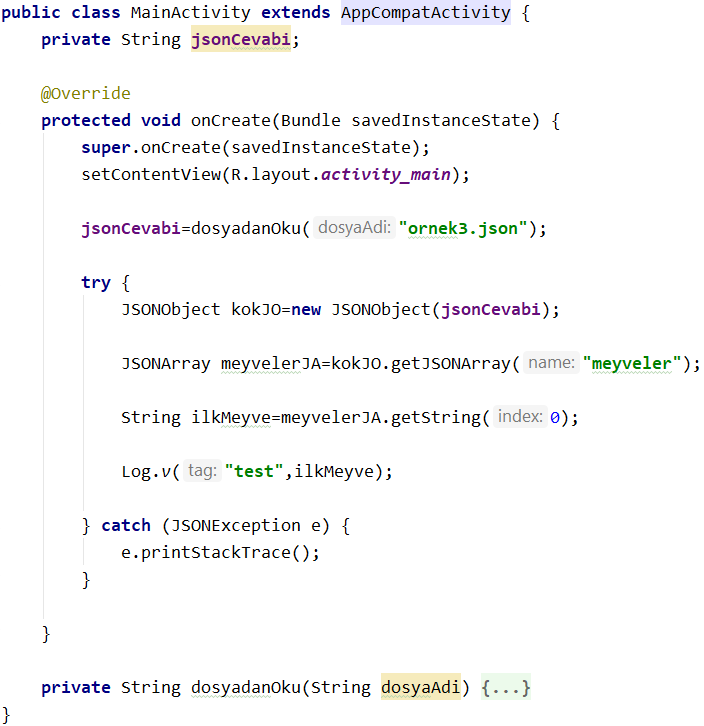 public class MainActivity extends AppCompatActivity {
    private String jsonCevabi;
    @Override
    protected void onCreate(Bundle savedInstanceState) {
        super.onCreate(savedInstanceState);
        setContentView(R.layout.activity_main);
        jsonCevabi=dosyadanOku( dosyaAdi: "ornek3.json");
        try {
            JSONObject kokJO=new JSONObject(jsonCevabi);
            JSONArray meyvelerJA=kokJO.getJSONArray( name: "meyveler");
            String ilkMeyve=meyvelerJA.getString( index: 0);
            Log.v( tag: "test",ilkMeyve);
        } catch (JSONException e) {
            e.printStackTrace();
        }
    }
    private String dosyadanOku(String dosyaAdi) {...}
}